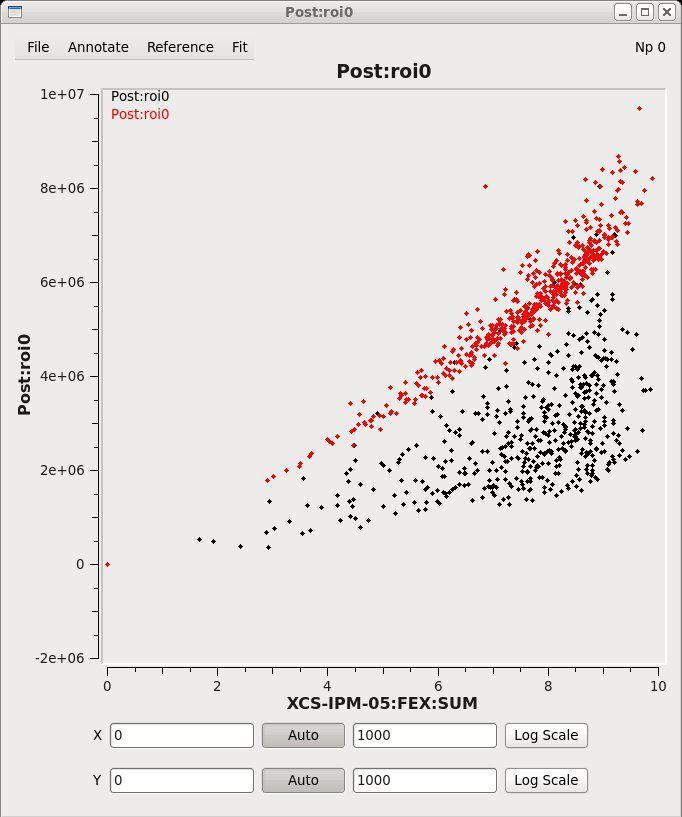 Post:roi0
File Annotate Reference Fit Np 0
Post:roi0
Post:roi0
Post:roi0
1e+07
8e+06
6e+06
4e+06
2e+06
0
-2e+06
Post:roi0
0 2 4 6 8 10
XCS-IPM-05:FEX:SUM
X 0 Auto 1000 Log Scale
Y 0 Auto 1000 Log Scale